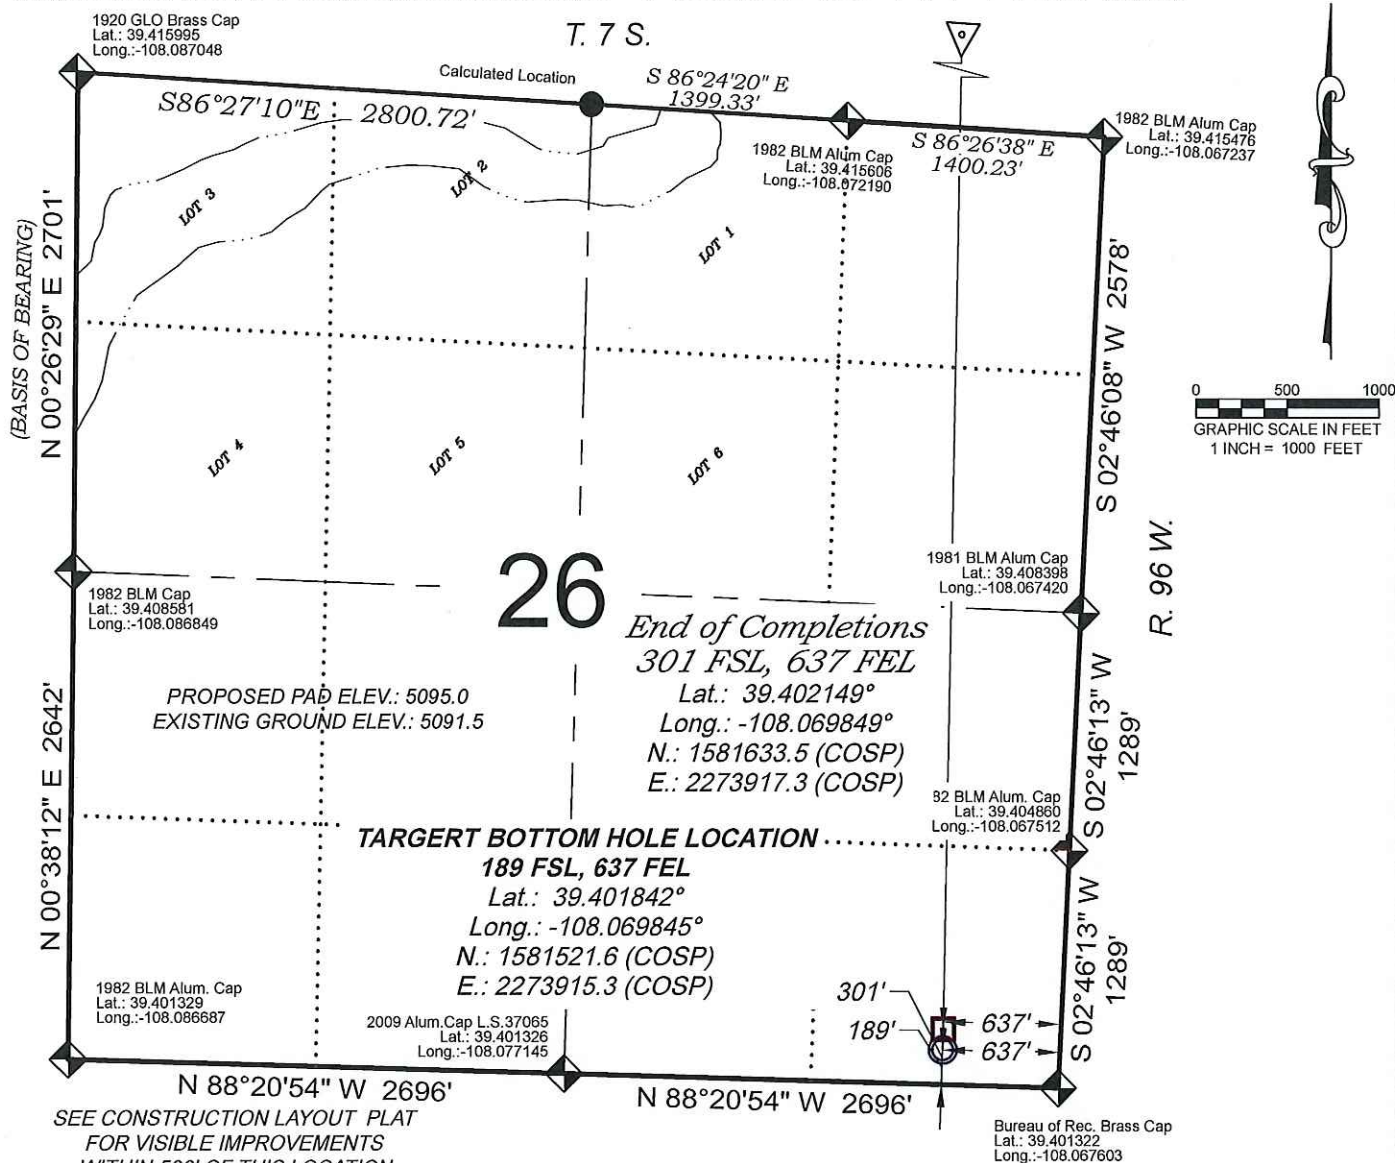 1920 GLO Brass Cap
Lat.: 39.415995
Long.:-108.087048
T. 7 S.
Calculated Location
S 86°24'20" E
1399.33'
S86°27'10"E 2800.72'
1982 BLM Alum Cap
Lat.: 39.415606
Long.:-108.072190
S 86°26'38" E
1400.23'
1982 BLM Alum Cap
Lat.: 39.415476
Long.:-108.067237
LOT 3
LOT 2
LOT 1
(BASIS OF BEARING)
N 00°26'29" E 2701'
S 02°46'08" W 2578'
0 500 1000
GRAPHIC SCALE IN FEET
1 INCH = 1000 FEET
LOT 4
LOT 5
LOT 6
R. 96 W.
1981 BLM Alum Cap
Lat.: 39.408398
Long.:-108.067420
1982 BLM Cap
Lat.: 39.408581
Long.:-108.086849
26
End of Completions
301 FSL, 637 FEL
Lat.: 39.402149°
Long.: -108.069849°
N.: 1581633.5 (COSP)
E.: 2273917.3 (COSP)
PROPOSED PAD ELEV.: 5095.0
EXISTING GROUND ELEV.: 5091.5
N 00°38'12" E 2642'
S 02°46'13" W
1289'
82 BLM Alum. Cap
Lat.: 39.404860
Long.:-108.067512
TARGERT BOTTOM HOLE LOCATION
189 FSL, 637 FEL
Lat.: 39.401842°
Long.: -108.069845°
N.: 1581521.6 (COSP)
E.: 2273915.3 (COSP)
S 02°46'13" W
1289'
1982 BLM Alum. Cap
Lat.: 39.401329
Long.:-108.086687
2009 Alum.Cap L.S.37065
Lat.: 39.401326
Long.:-108.077145
301'
637'
189'
637'
N 88°20'54" W 2696'
N 88°20'54" W 2696'
SEE CONSTRUCTION LAYOUT PLAT
FOR VISIBLE IMPROVEMENTS
WITHIN 500' OF THIS LOCATION
Bureau of Rec. Brass Cap
Lat.: 39.401322
Long.:-108.067603